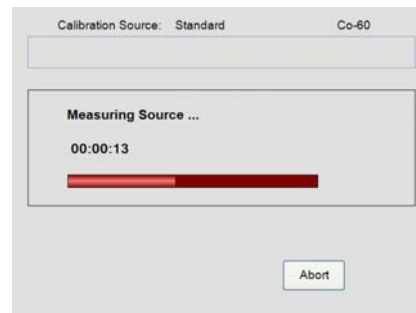 Calibration Source: Standard Co-60
Measuring Source ...
00:00:13
Abort